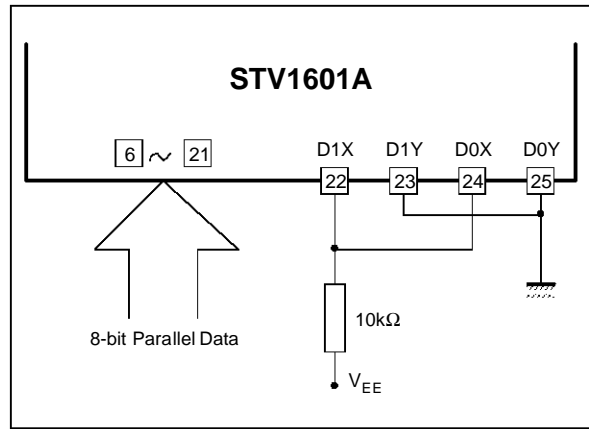 STV1601A
6 ~ 21
D1X D1Y D0X D0Y
22 23 24 25
8-bit Parallel Data
10kΩ
VEE